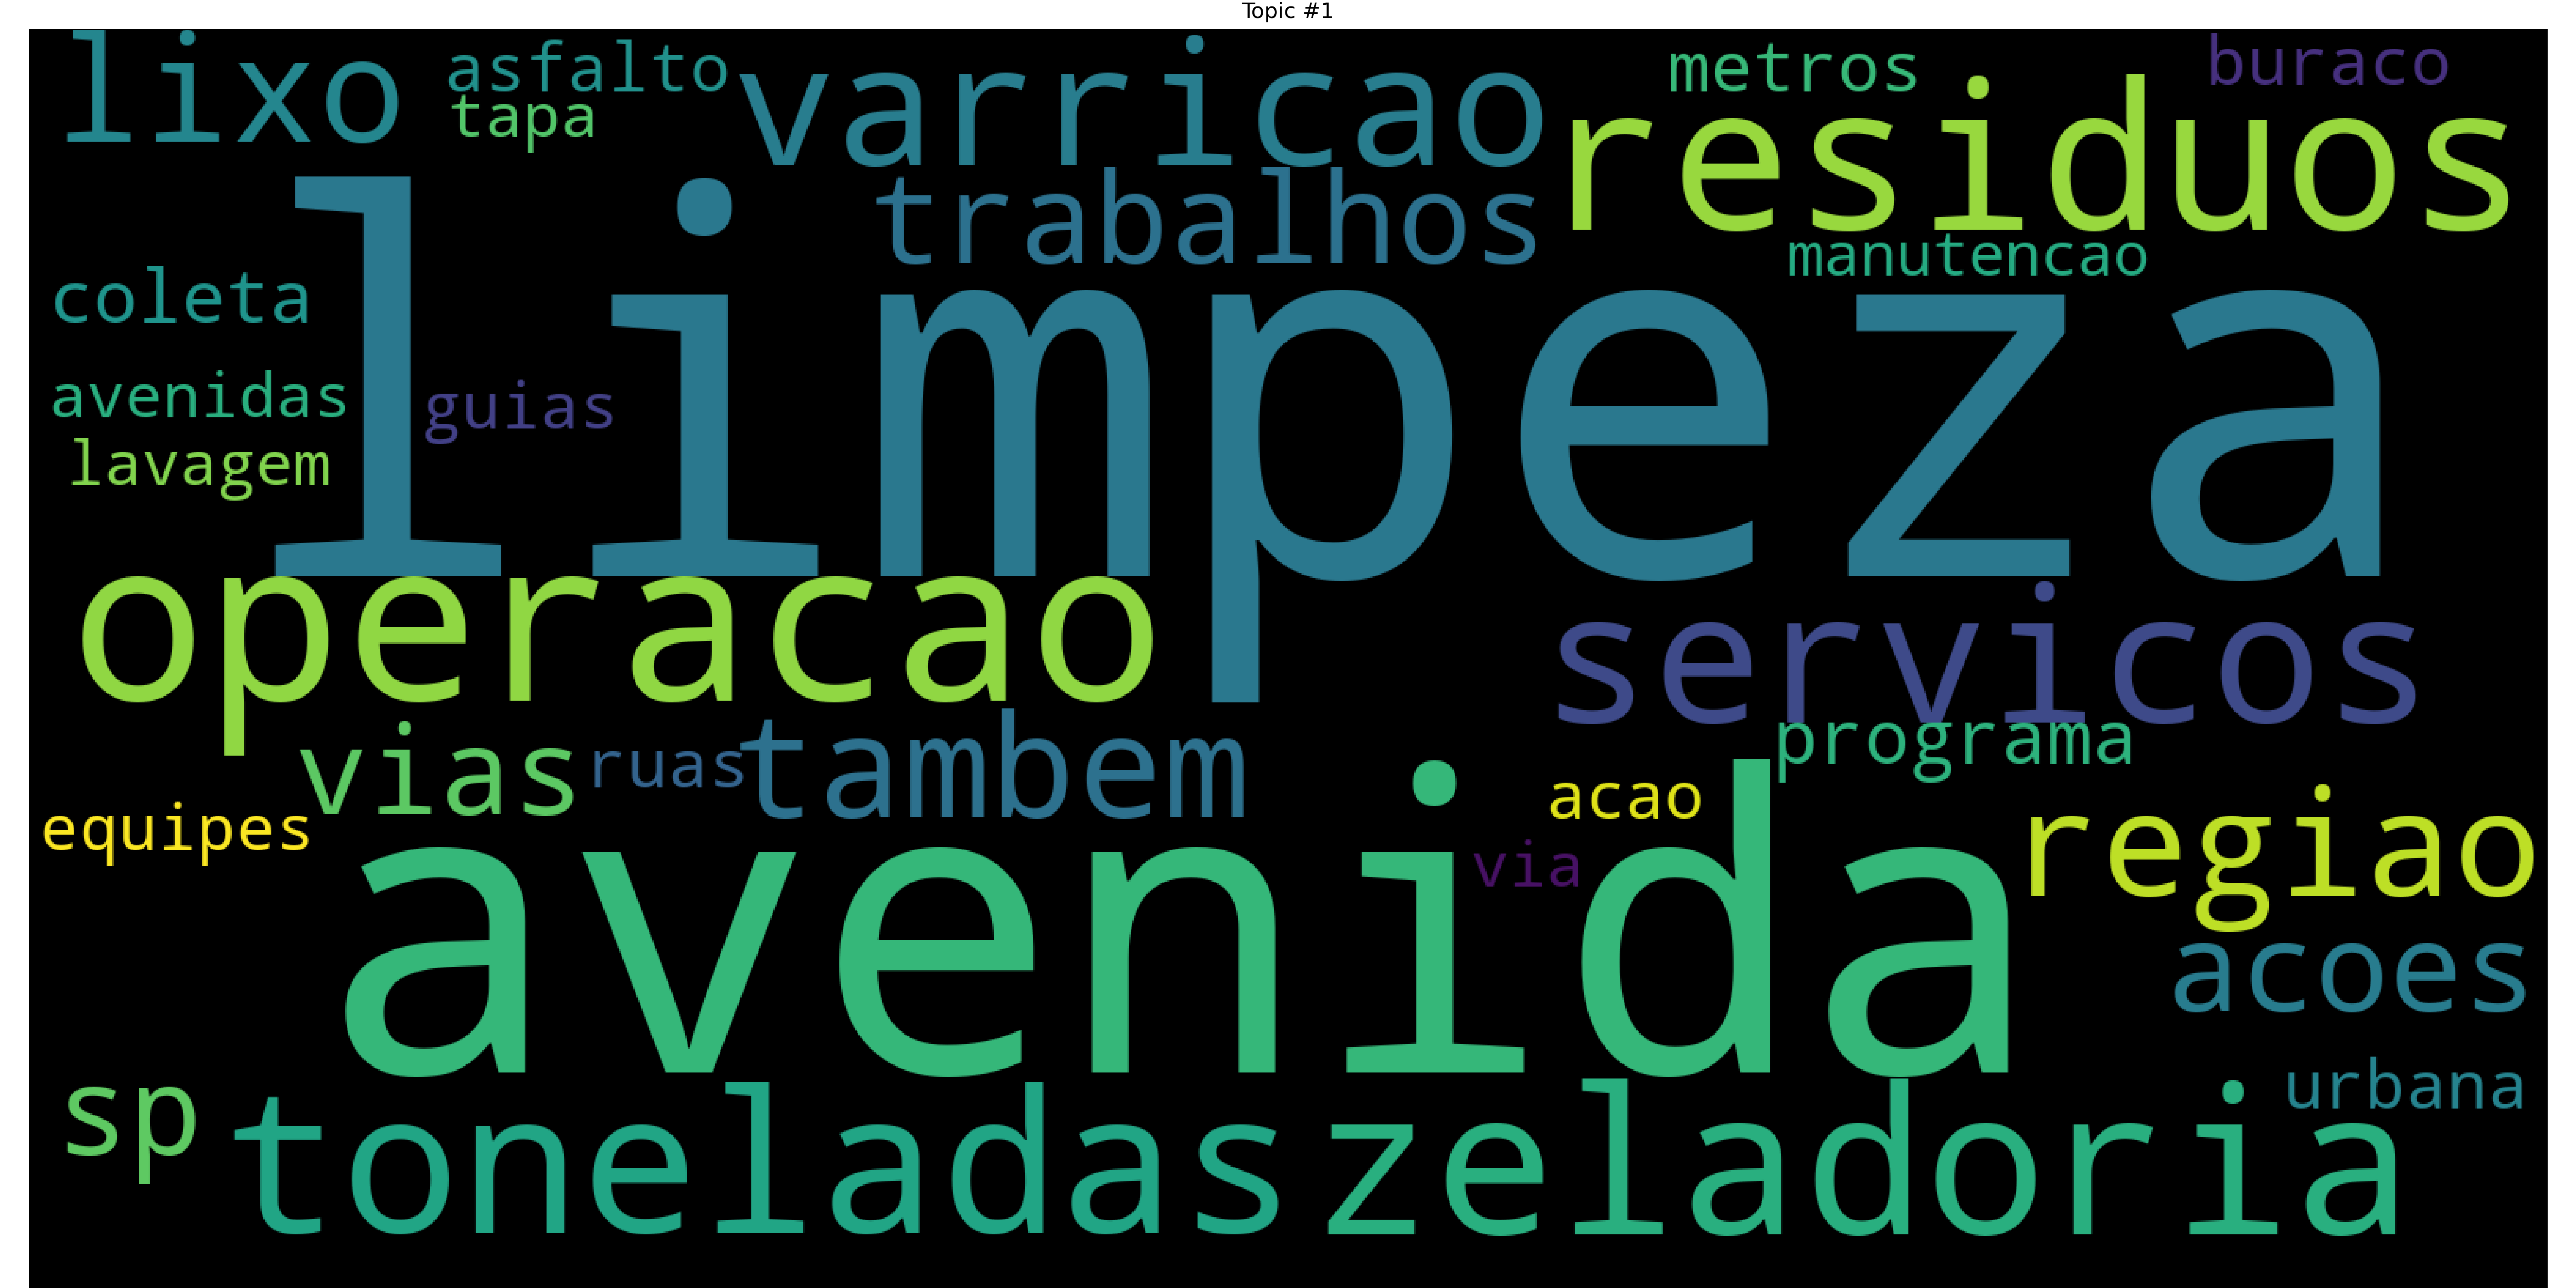 Topic #1
lixo
asfalto
tapa
varricao
metros
buraco
residuos
trabalhos
manutencao
coleta
limpeza
avenidas
guias
lavagem
operacao
servicos
vias
ruas
tambem
programa
equipes
acao
via
regiao
avenida
acoes
sp
urbana
toneladas
zeladoria